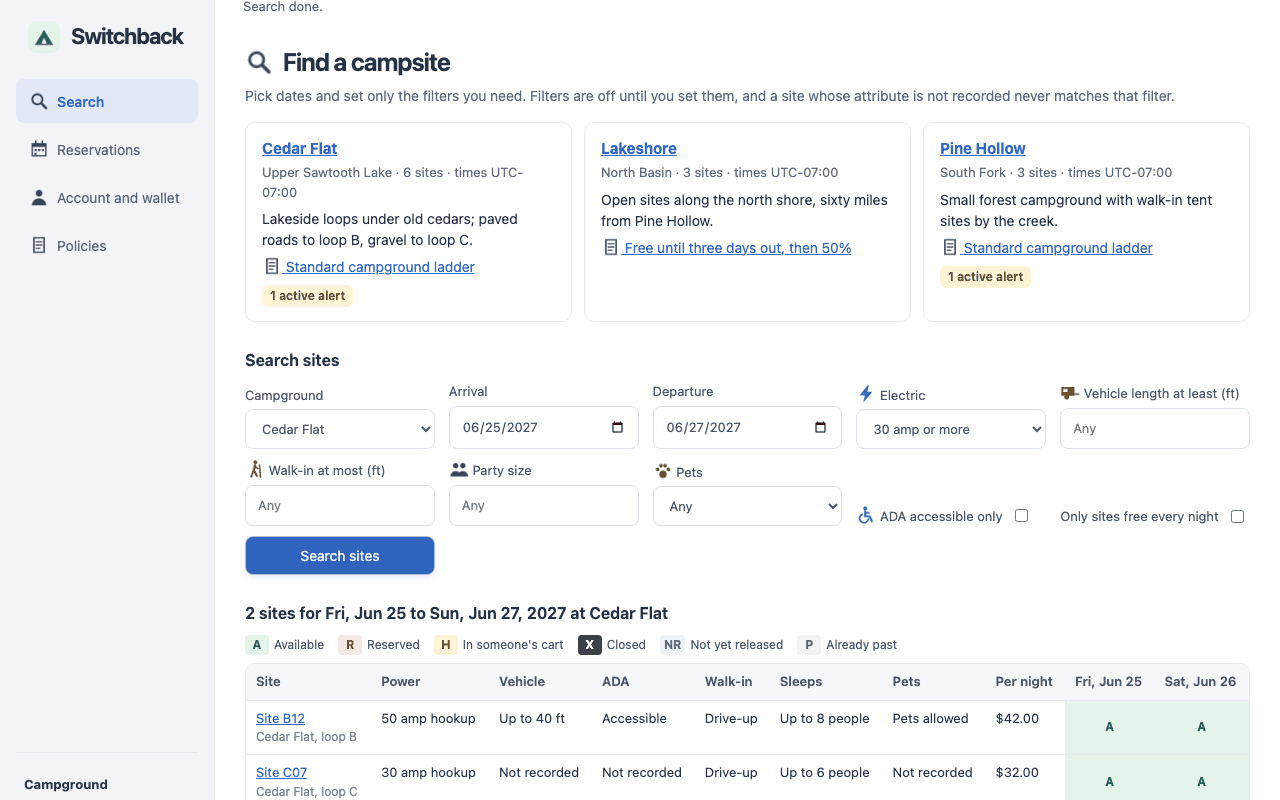 Search done.
Switchback
Search
Reservations
Account and wallet
Policies
Campground
Find a campsite
Pick dates and set only the filters you need. Filters are off until you set them, and a site whose attribute is not recorded never matches that filter.
Cedar Flat
Upper Sawtooth Lake · 6 sites · times UTC-
07:00
Lakeside loops under old cedars; paved
roads to loop B, gravel to loop C.
Standard campground ladder
1 active alert
Lakeshore
North Basin · 3 sites · times UTC-07:00
Open sites along the north shore, sixty miles
from Pine Hollow.
Free until three days out, then 50%
Pine Hollow
South Fork · 3 sites · times UTC-07:00
Small forest campground with walk-in tent
sites by the creek.
Standard campground ladder
1 active alert
Search sites
Campground
Cedar Flat
Arrival
06/25/2027
Departure
06/27/2027
Electric
30 amp or more
Vehicle length at least (ft)
Any
Walk-in at most (ft)
Any
Party size
Any
Pets
Any
ADA accessible only
Only sites free every night
Search sites
2 sites for Fri, Jun 25 to Sun, Jun 27, 2027 at Cedar Flat
A Available R Reserved H In someone's cart X Closed NR Not yet released P Already past
Site Power Vehicle ADA Walk-in Sleeps Pets Per night Fri, Jun 25 Sat, Jun 26
Site B12 50 amp hookup Up to 40 ft Accessible Drive-up Up to 8 people Pets allowed $42.00 A A
Cedar Flat, loop B
Site C07 30 amp hookup Not recorded Not recorded Drive-up Up to 6 people Not recorded $32.00 A A
Cedar Flat, loop C